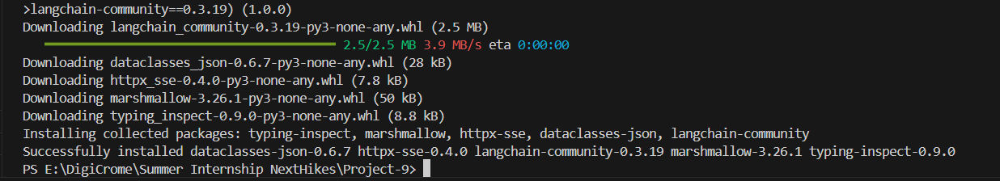 >langchain-community==0.3.19) (1.0.0)
Downloading langchain_community-0.3.19-py3-none-any.whl (2.5 MB)
2.5/2.5 MB 3.9 MB/s eta 0:00:00
Downloading dataclasses_json-0.6.7-py3-none-any.whl (28 kB)
Downloading httpx_sse-0.4.0-py3-none-any.whl (7.8 kB)
Downloading marshmallow-3.26.1-py3-none-any.whl (50 kB)
Downloading typing_inspect-0.9.0-py3-none-any.whl (8.8 kB)
Installing collected packages: typing-inspect, marshmallow, httpx-sse, dataclasses-json, langchain-community
Successfully installed dataclasses-json-0.6.7 httpx-sse-0.4.0 langchain-community-0.3.19 marshmallow-3.26.1 typing-inspect-0.9.0
PS E:\DigiCrome\Summer Internship NextHikes\Project-9>